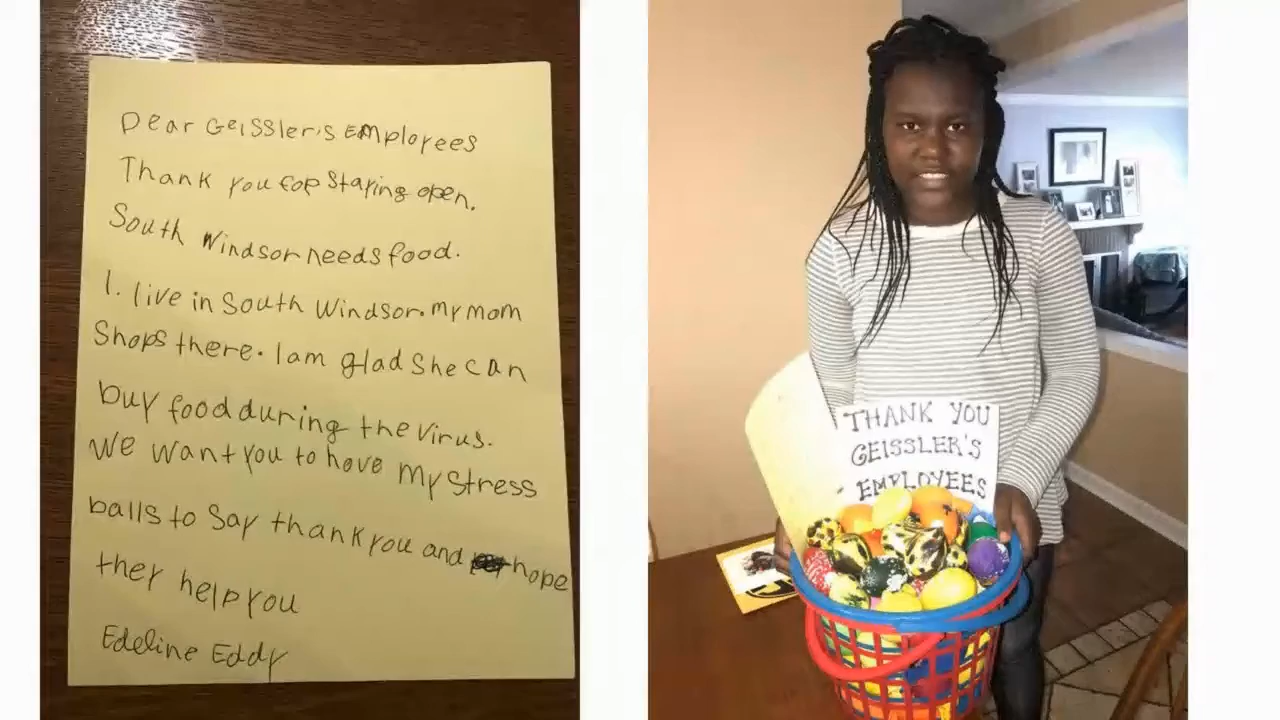 Dear Geissler's Employees
Thank you for Staying open.
South Windsor needs food.
I. live in South Windsor. my mom
Shops there. I am glad She can
buy food during the virus.
We want you to have My Stress
balls to Say thank you and hope
they help you
Edeline Eddy
THANK YOU
GEISSLER'S
EMPLOYEES